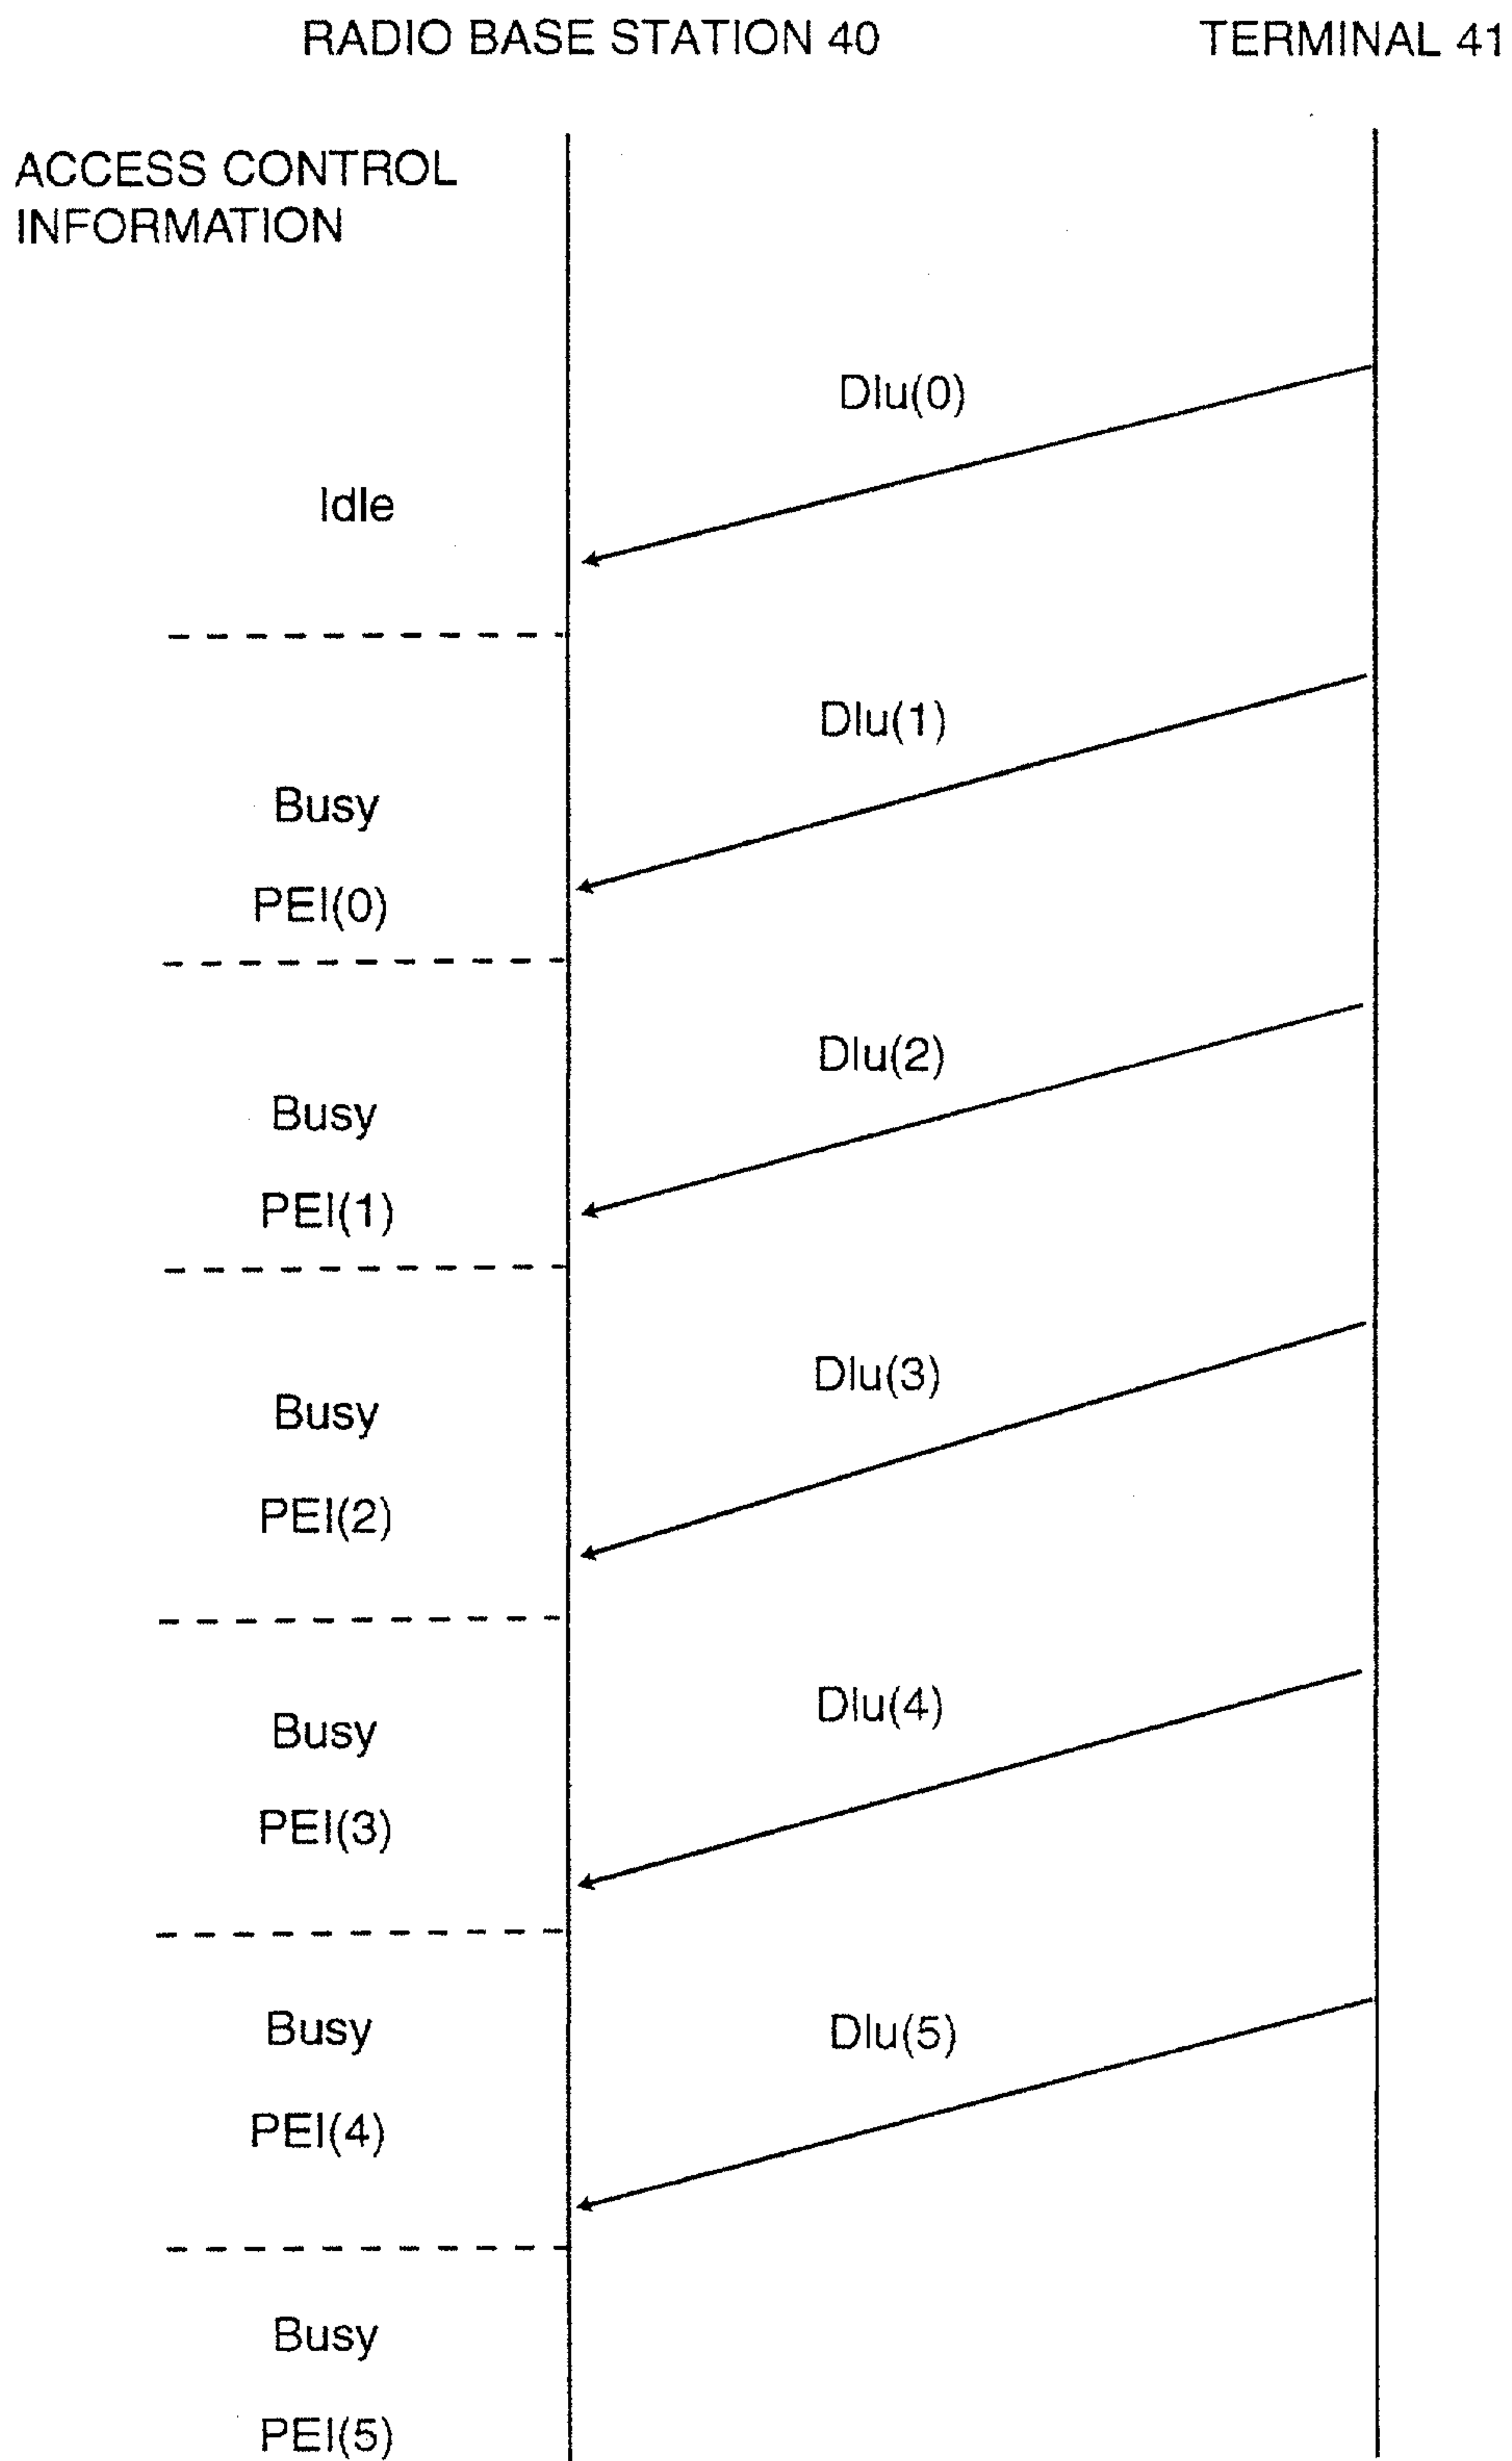 RADIO BASE STATION 40
TERMINAL 41
ACCESS CONTROL
INFORMATION
Dlu(0)
Idle
Dlu(1)
Busy
PEI(0)
Dlu(2)
Busy
PEI(1)
Dlu(3)
Busy
PEI(2)
Dlu(4)
Busy
PEI(3)
Busy
Dlu(5)
PEI(4)
Busy
PEI(5)